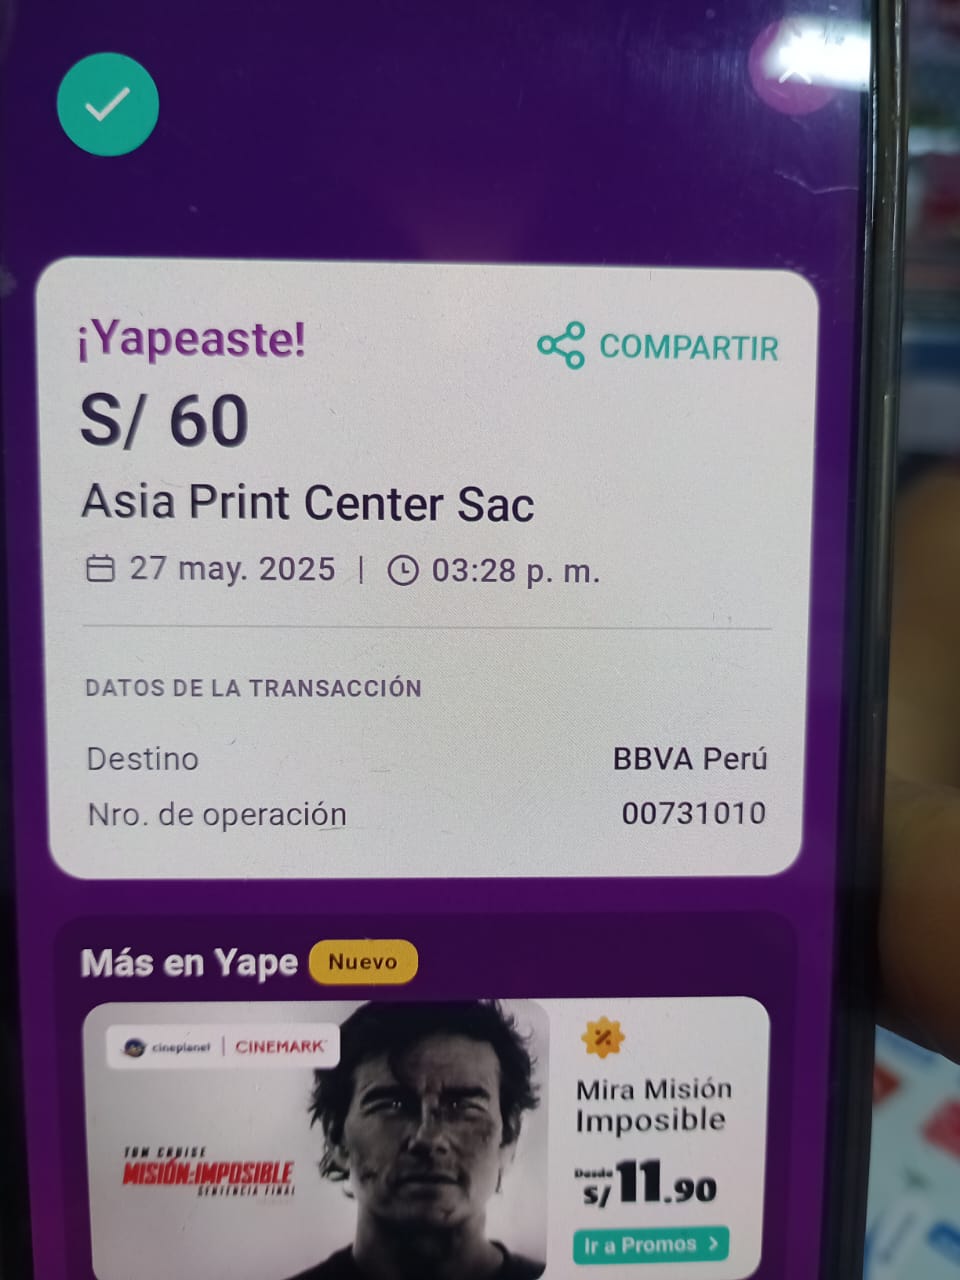 ¡Yapeaste!
COMPARTIR
S/ 60
Asia Print Center Sac
27 may. 2025 | 03:28 p. m.
DATOS DE LA TRANSACCIÓN
Destino BBVA Perú
Nro. de operación 00731010
Más en Yape Nuevo
cineplanet | CINEMARK
TOM CRUISE
MISIÓN:IMPOSIBLE
SENTENCIA FINAL
Mira Misión
Imposible
Desde
S/ 11.90
Ir a Promos >